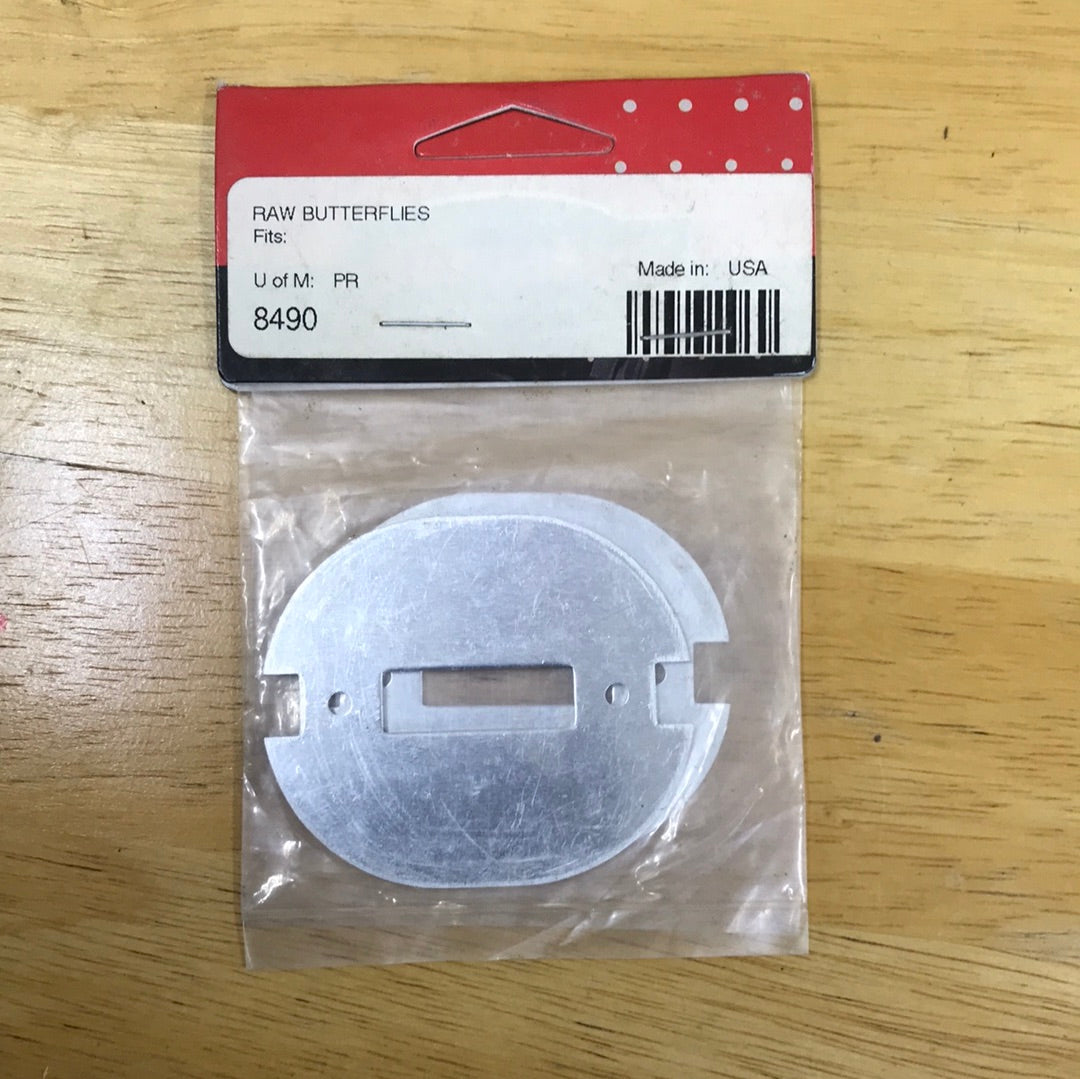 RAW BUTTERFLIES
Fits:
U of M: PR
Made in: USA
8490